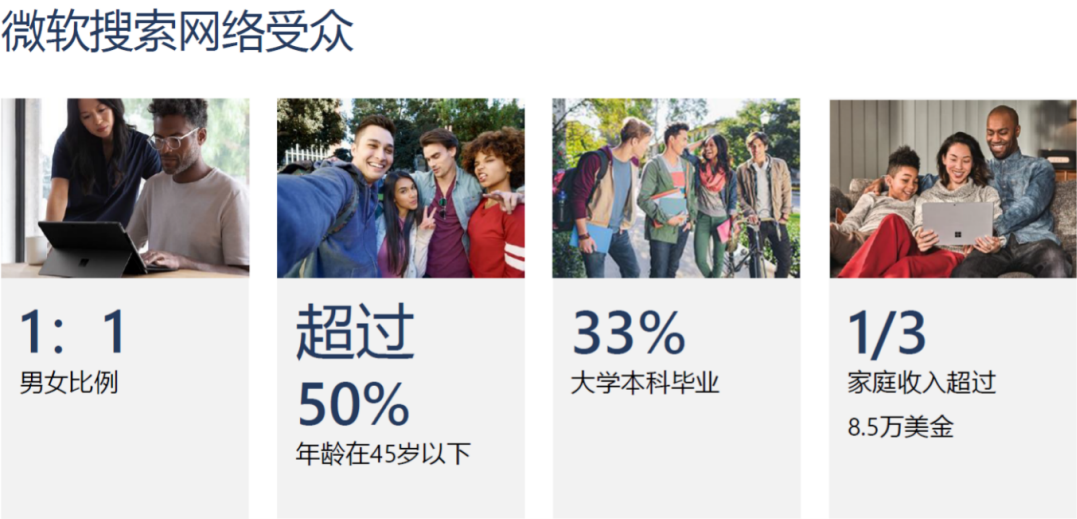 微软搜索网络受众
1：1
男女比例
超过
50%
年龄在45岁以下
33%
大学本科毕业
1/3
家庭收入超过
8.5万美金